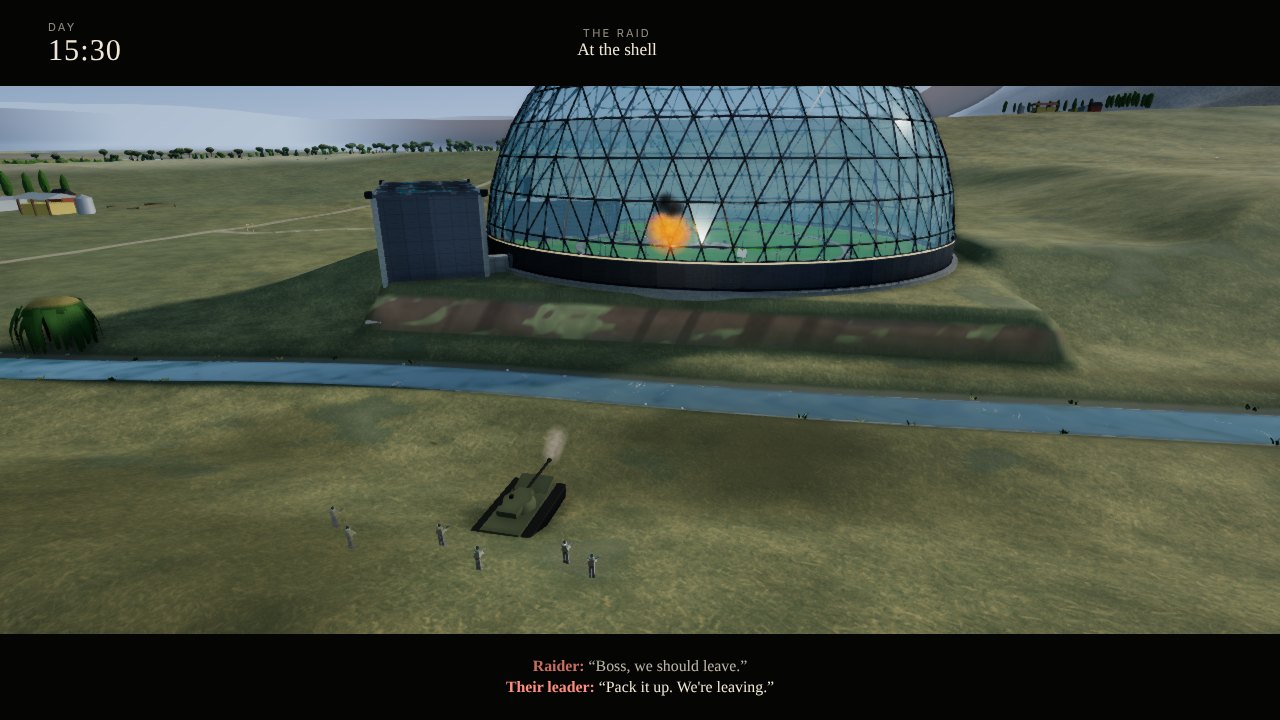 DAY
15:30
THE RAID
At the shell
Raider: “Boss, we should leave.”
Their leader: “Pack it up. We're leaving.”